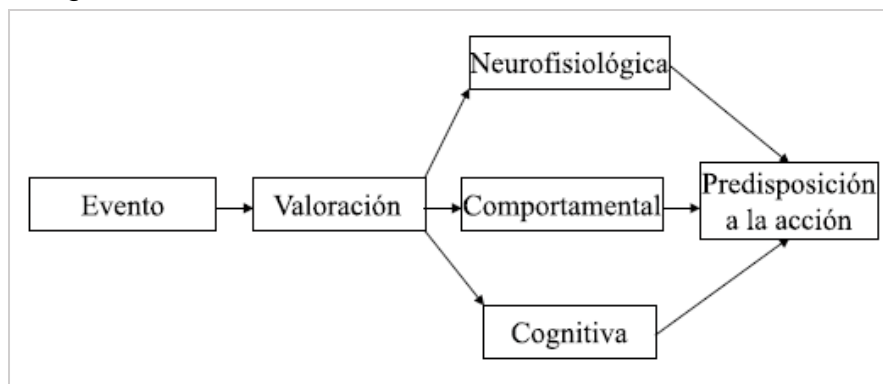 Neurofisiológica
Evento
Valoración
Comportamental
Predisposición
a la acción
Cognitiva